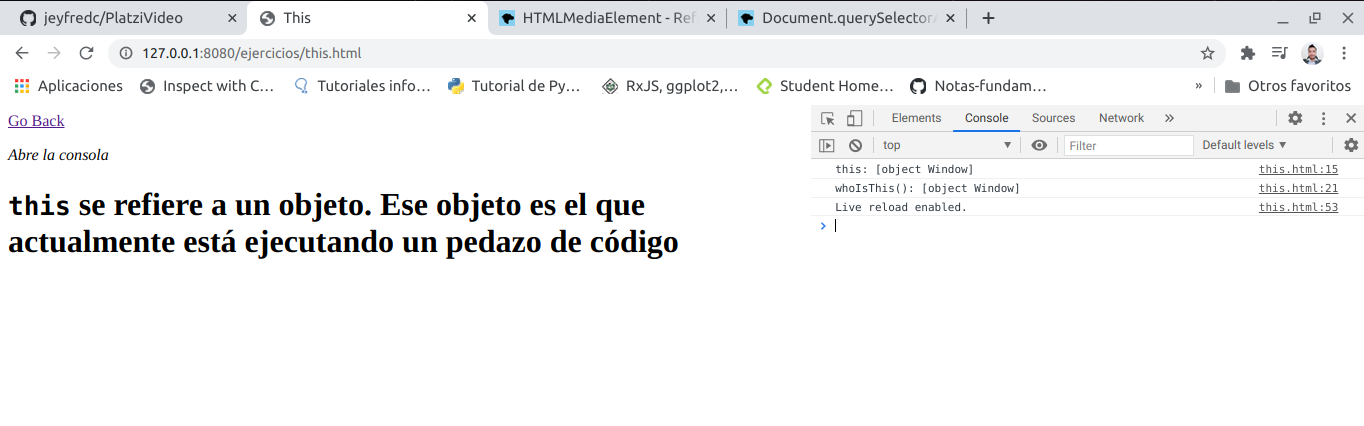 jeyfredc/PlatziVideo
This
HTMLMediaElement - Ref
Document.querySelector
127.0.0.1:8080/ejercicios/this.html
Aplicaciones
Inspect with C…
Tutoriales info…
Tutorial de Py…
RxJS, ggplot2,…
Student Home…
Notas-fundam…
»
Otros favoritos
Go Back
Abre la consola
this se refiere a un objeto. Ese objeto es el que
actualmente está ejecutando un pedazo de código
Elements
Console
Sources
Network
»
top
Filter
Default levels
this: [object Window]
this.html:15
whoIsThis(): [object Window]
this.html:21
Live reload enabled.
this.html:53